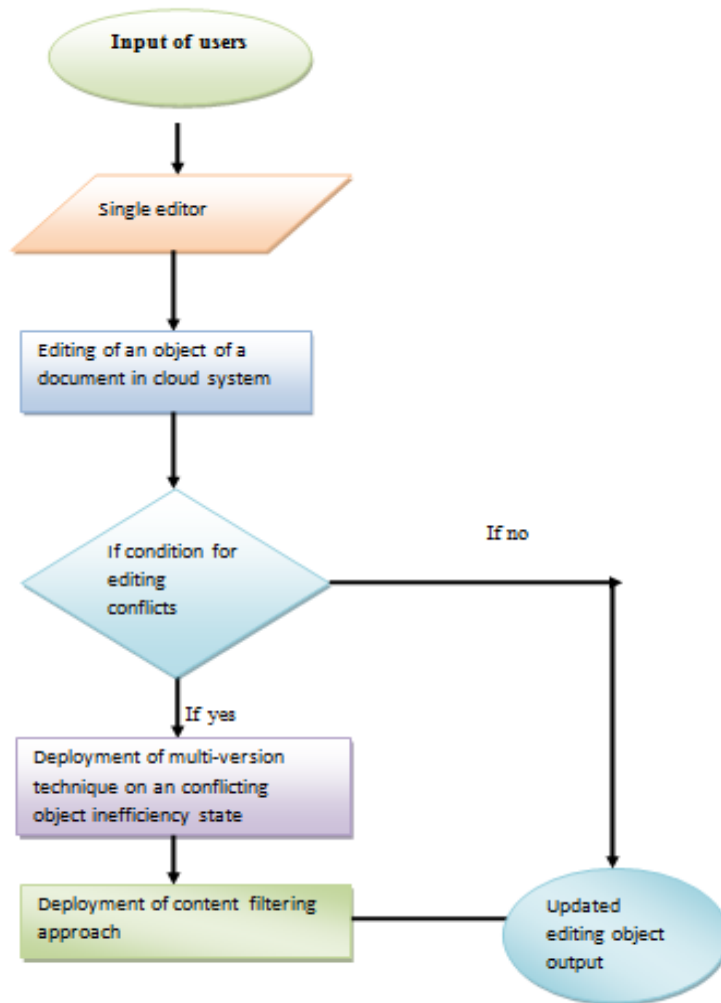 Input of users
Single editor
Editing of an object of a
document in cloud system
If condition for
editing
conflicts
If no
If yes
Deployment of multi-version
technique on an conflicting
object inefficiency state
Deployment of content filtering
approach
Updated
editing object
output